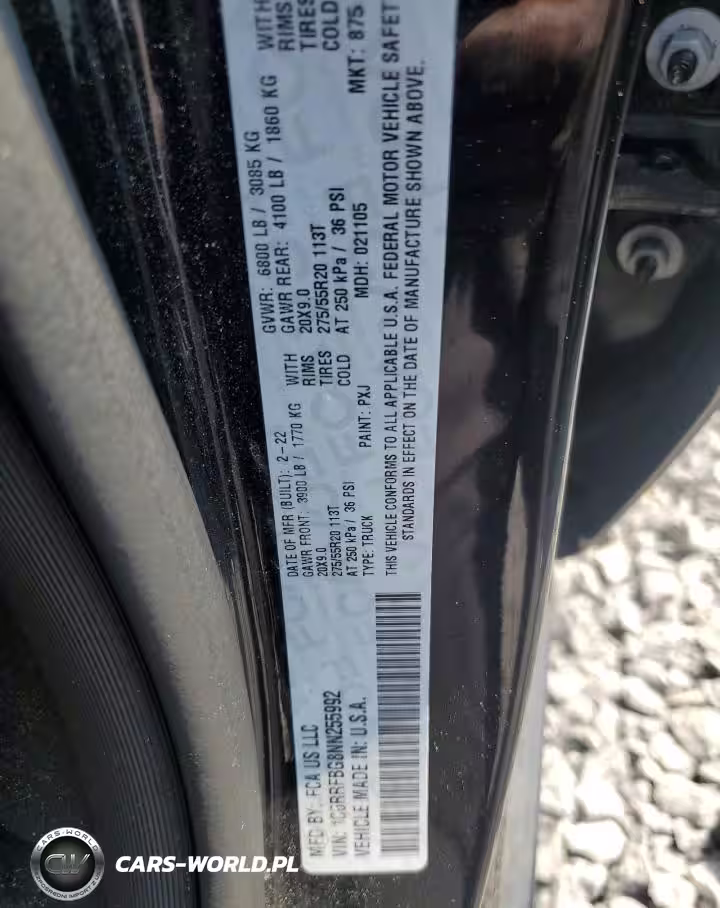 MFD BY: FCA US LLC
DATE OF MFR (BUILT): 2-22
GVWR: 6800 LB / 3085 KG
GAWR FRONT: 3900 LB / 1770 KG WITH
GAWR REAR: 4100 LB / 1860 KG WITH
20X9.0 RIMS
20X9.0 RIMS
275/55R20 113T TIRES
275/55R20 113T TIRES
AT 250 kPa / 36 PSI COLD
AT 250 kPa / 36 PSI COLD
VIN: 1C6RRFBG8NN255992
TYPE: TRUCK
PAINT: PXJ
MDH: 021105
MKT: 875
VEHICLE MADE IN: U.S.A.
THIS VEHICLE CONFORMS TO ALL APPLICABLE U.S.A. FEDERAL MOTOR VEHICLE SAFET
STANDARDS IN EFFECT ON THE DATE OF MANUFACTURE SHOWN ABOVE.
CW
CARS-WORLD.PL